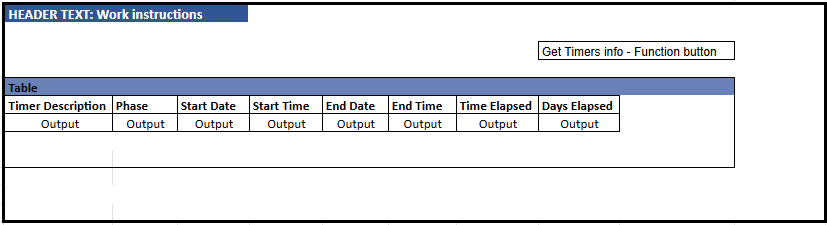 HEADER TEXT: Work instructions
Get Timers info - Function button
Table
Timer Description Phase Start Date Start Time End Date End Time Time Elapsed Days Elapsed
Output Output Output Output Output Output Output Output